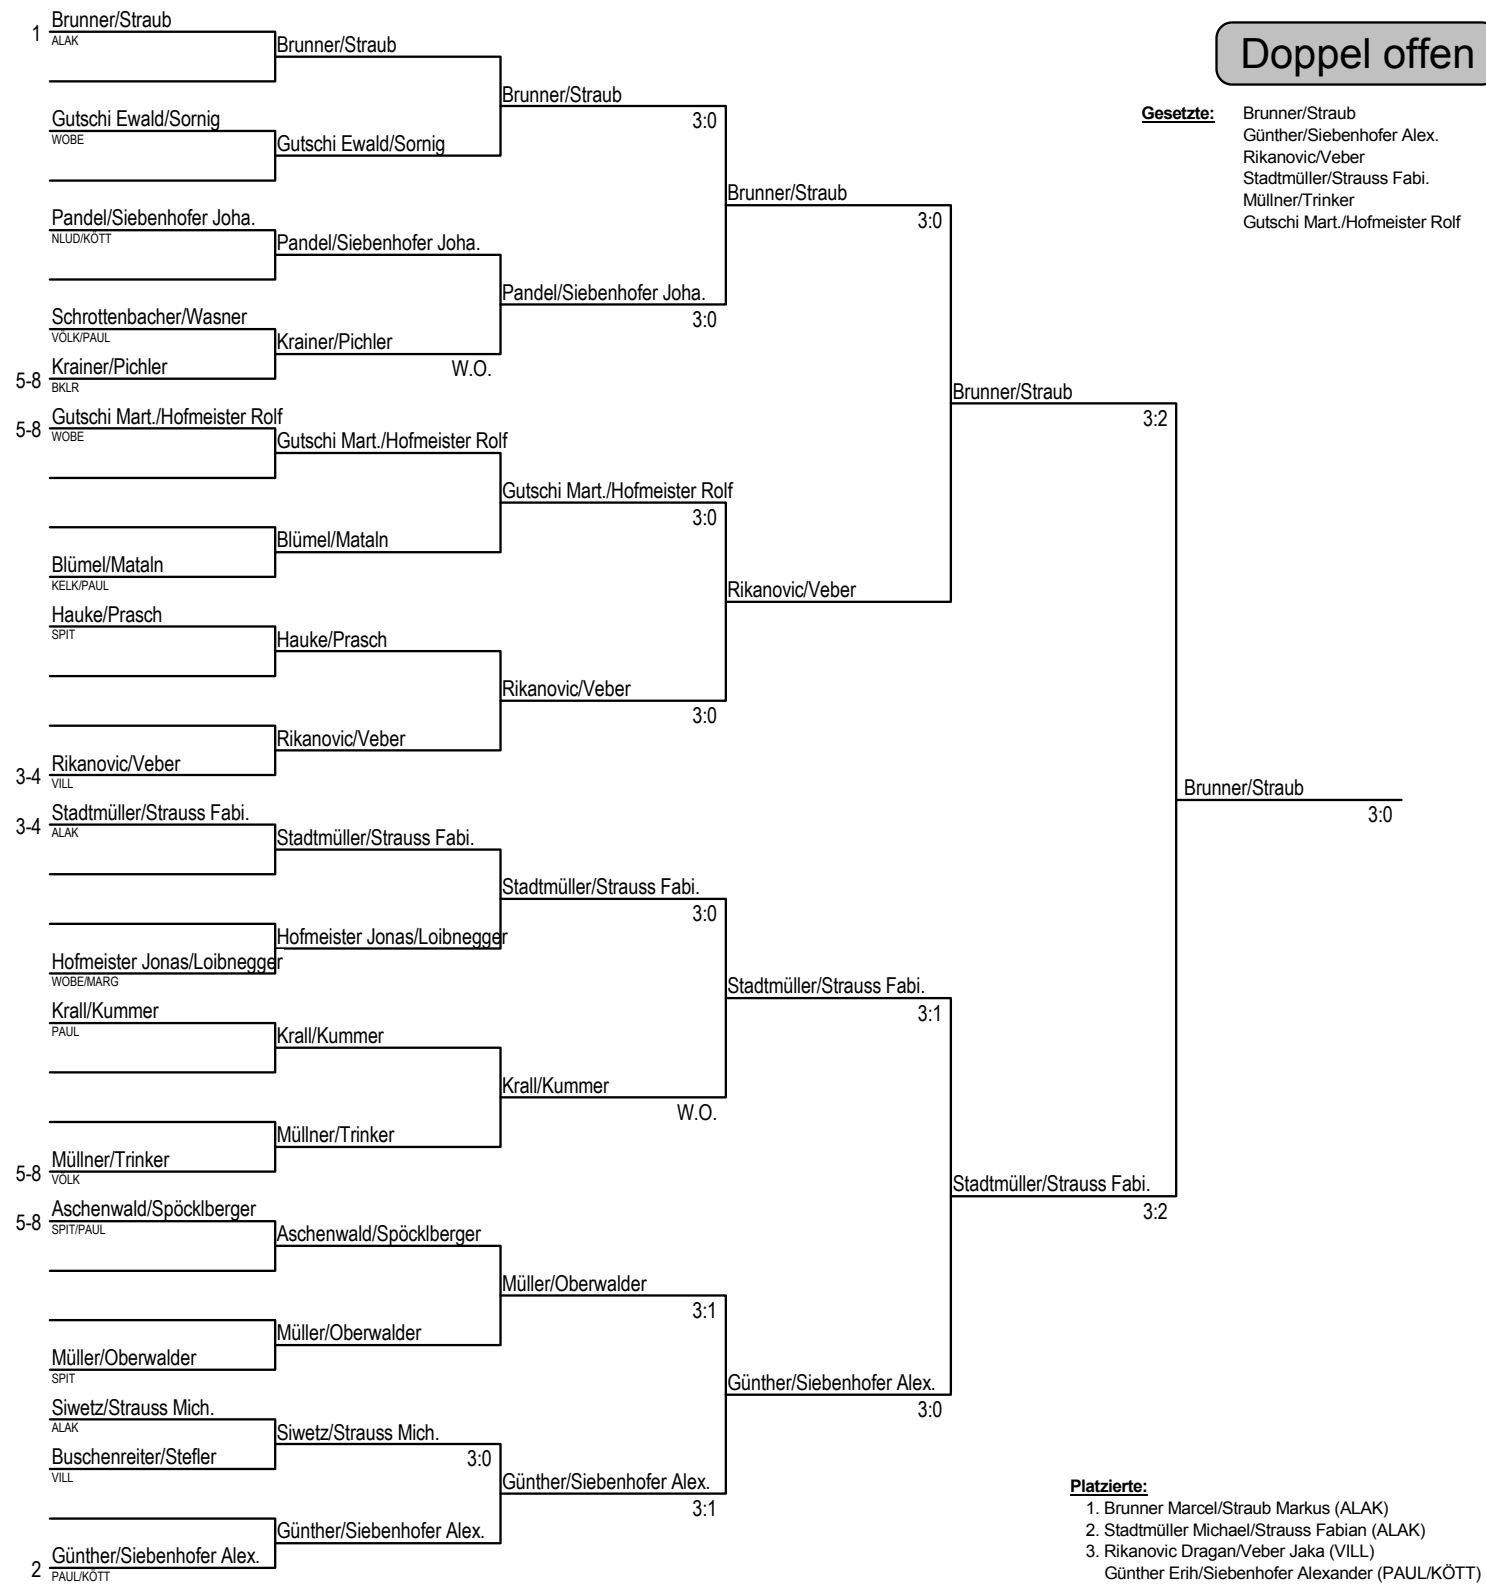 Doppel offen
Gesetzte:
Brunner/Straub
Günther/Siebenhofer Alex.
Rikanovic/Veber
Stadtmüller/Strauss Fabi.
Müllner/Trinker
Gutschi Mart./Hofmeister Rolf
1 Brunner/Straub
ALAK
Gutschi Ewald/Sornig
WOBE
Pandel/Siebenhofer Joha.
NLUD/KÖTT
Schrottenbacher/Wasner
VÖLK/PAUL
5-8 Krainer/Pichler
BKLR
5-8 Gutschi Mart./Hofmeister Rolf
WOBE
Blümel/Mataln
KELK/PAUL
Hauke/Prasch
SPIT
3-4 Rikanovic/Veber
VILL
3-4 Stadtmüller/Strauss Fabi.
ALAK
Hofmeister Jonas/Loibnegger
WOBE/MARG
Krall/Kummer
PAUL
5-8 Müllner/Trinker
VÖLK
5-8 Aschenwald/Spöcklberger
SPIT/PAUL
Müller/Oberwalder
SPIT
Siwetz/Strauss Mich.
ALAK
Buschenreiter/Stefler
VILL
2 Günther/Siebenhofer Alex.
PAUL/KÖTT
Brunner/Straub
Gutschi Ewald/Sornig
Pandel/Siebenhofer Joha.
Krainer/Pichler
W.O.
Gutschi Mart./Hofmeister Rolf
Blümel/Mataln
Hauke/Prasch
Rikanovic/Veber
Stadtmüller/Strauss Fabi.
Hofmeister Jonas/Loibnegger
Krall/Kummer
Müllner/Trinker
Aschenwald/Spöcklberger
Müller/Oberwalder
Siwetz/Strauss Mich.
3:0
Günther/Siebenhofer Alex.
Brunner/Straub
3:0
Pandel/Siebenhofer Joha.
3:0
Gutschi Mart./Hofmeister Rolf
3:0
Rikanovic/Veber
3:0
Stadtmüller/Strauss Fabi.
3:0
Krall/Kummer
W.O.
Müller/Oberwalder
3:1
Günther/Siebenhofer Alex.
3:1
Brunner/Straub
3:0
Rikanovic/Veber
Stadtmüller/Strauss Fabi.
3:1
Günther/Siebenhofer Alex.
3:0
Brunner/Straub
3:2
Stadtmüller/Strauss Fabi.
3:2
Brunner/Straub
3:0
Platzierte:
1. Brunner Marcel/Straub Markus (ALAK)
2. Stadtmüller Michael/Strauss Fabian (ALAK)
3. Rikanovic Dragan/Veber Jaka (VILL)
Günther Erih/Siebenhofer Alexander (PAUL/KÖTT)